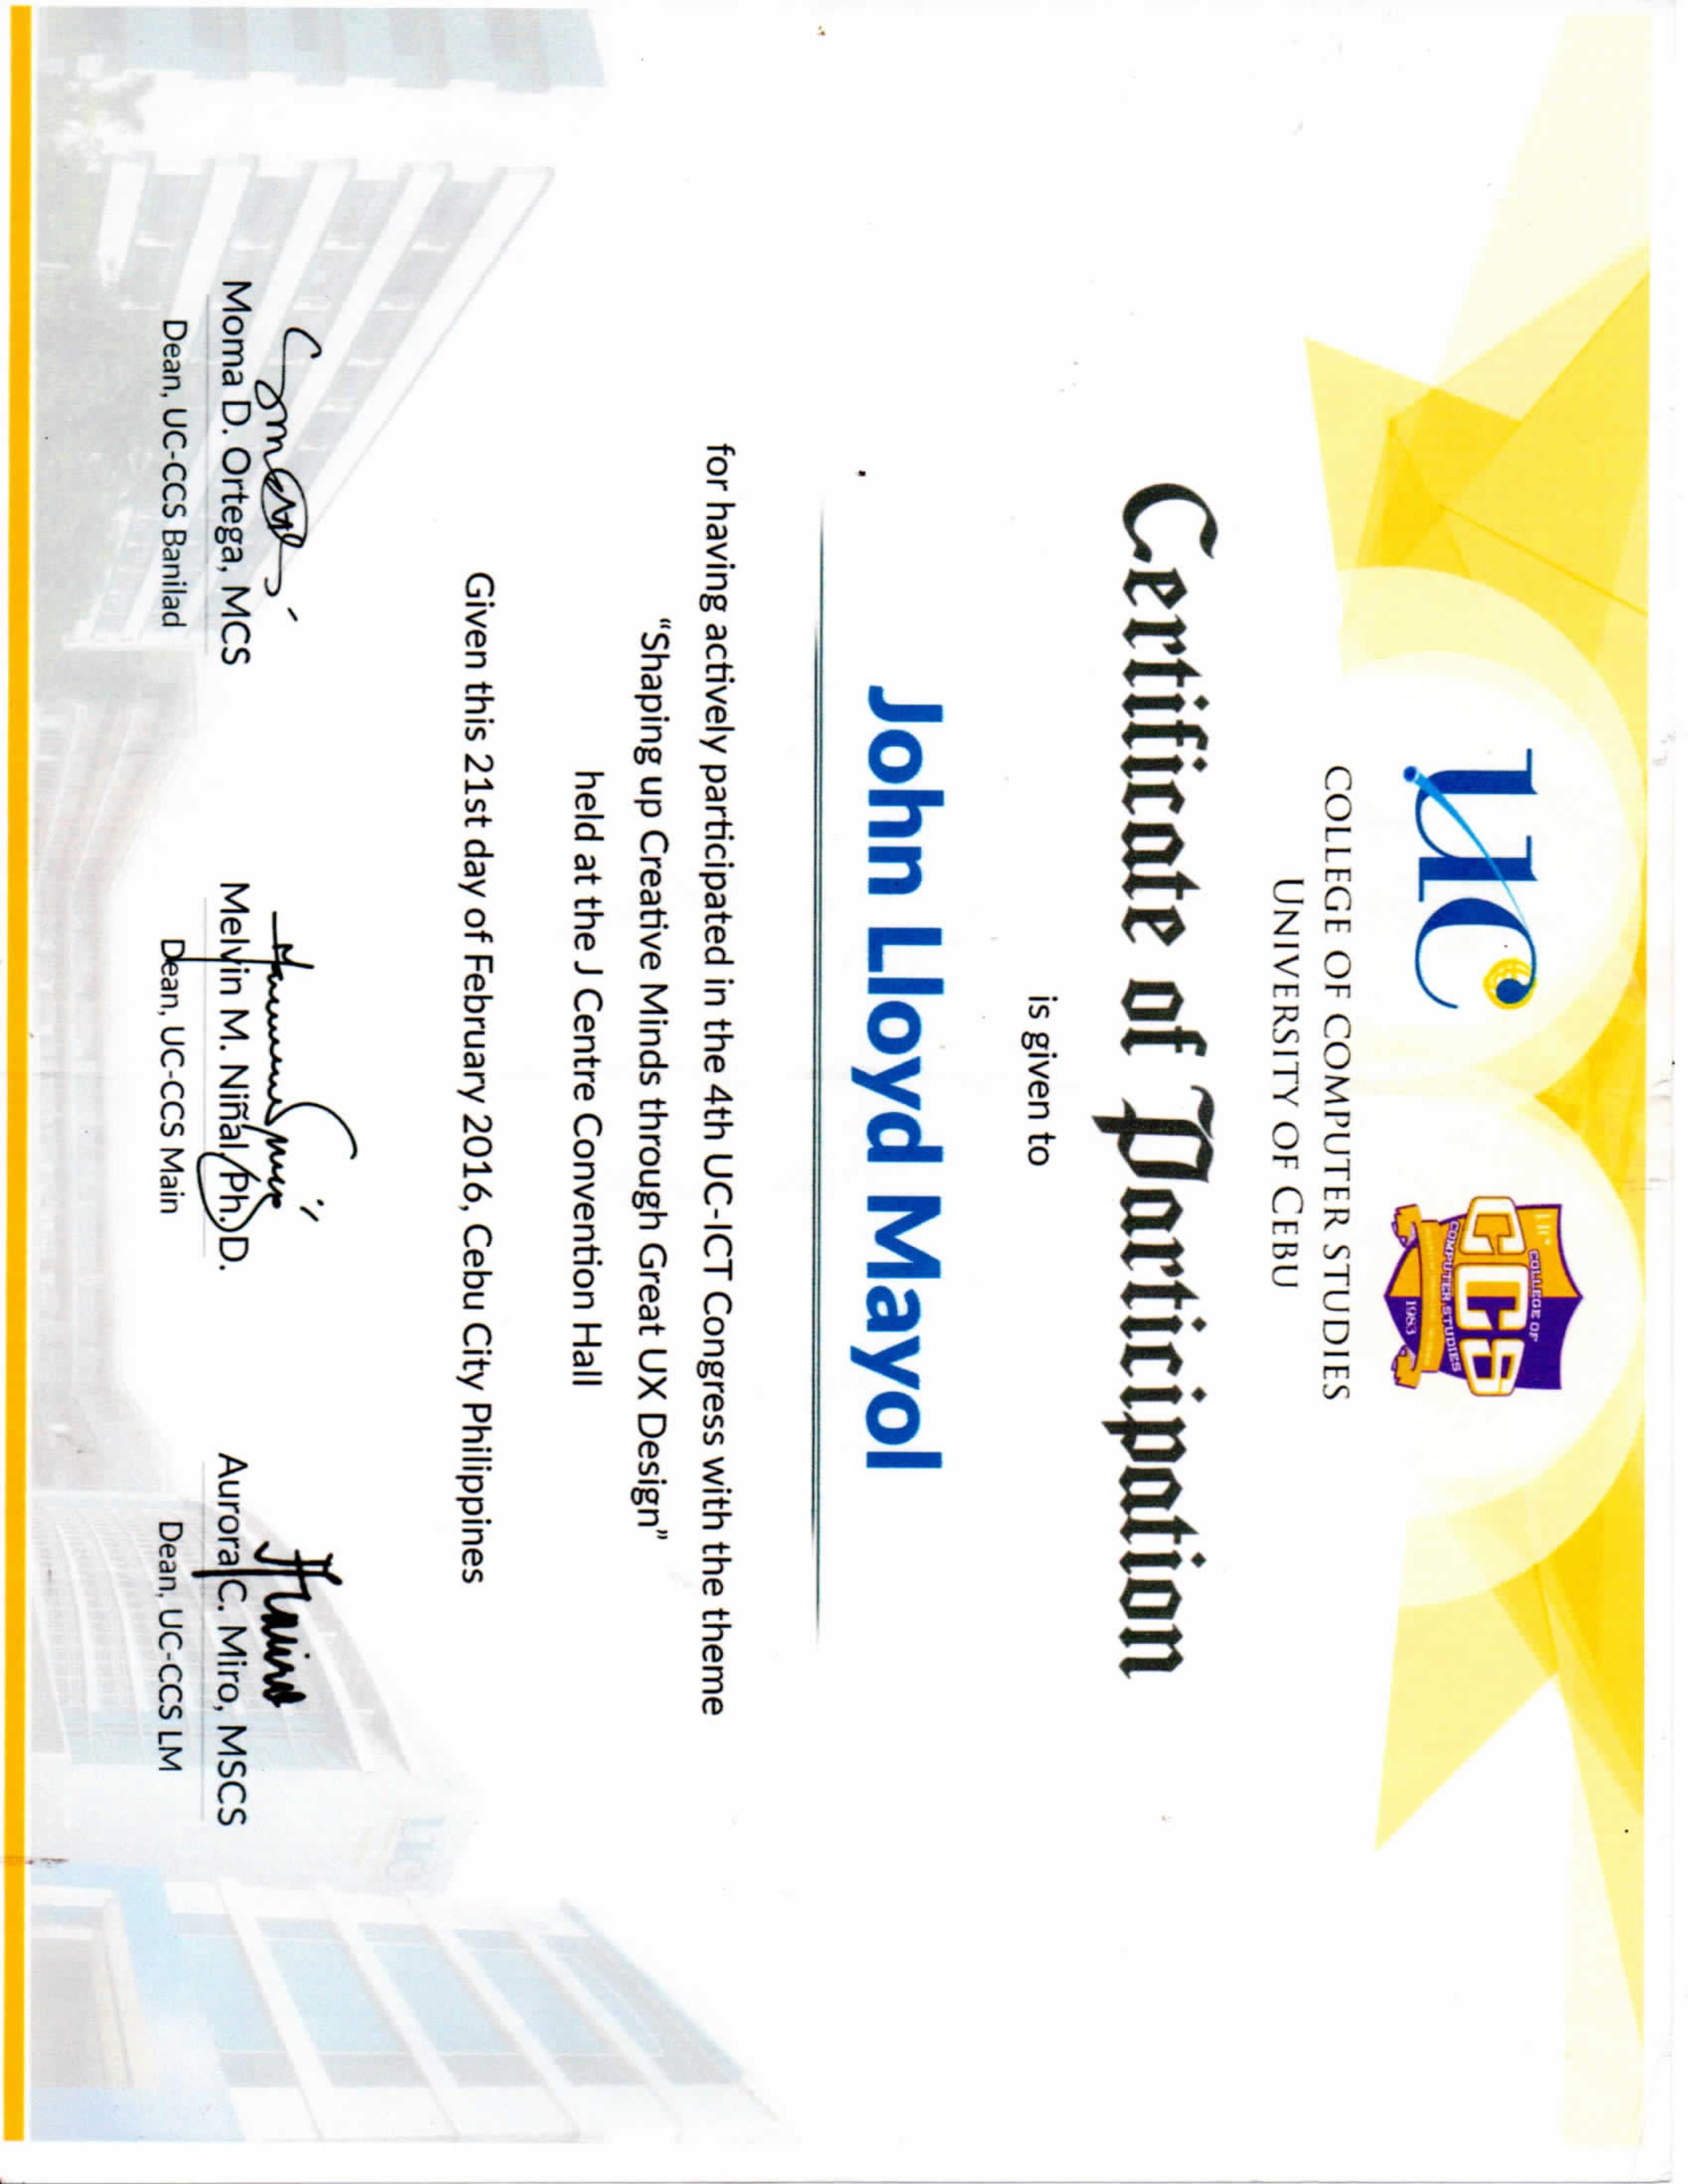 uc
UC
COLLEGE OF
CCS
COMPUTER STUDIES
1983
COLLEGE OF COMPUTER STUDIES
UNIVERSITY OF CEBU
Certificate of Participation
is given to
John Lloyd Mayol
for having actively participated in the 4th UC-ICT Congress with the theme
“Shaping up Creative Minds through Great UX Design”
held at the J Centre Convention Hall
Given this 21st day of February 2016, Cebu City Philippines
UC
Moma D. Ortega, MCS
Melvin M. Niñal, Ph.D.
Aurora C. Miro, MSCS
Dean, UC-CCS Banilad
Dean, UC-CCS Main
Dean, UC-CCS LM